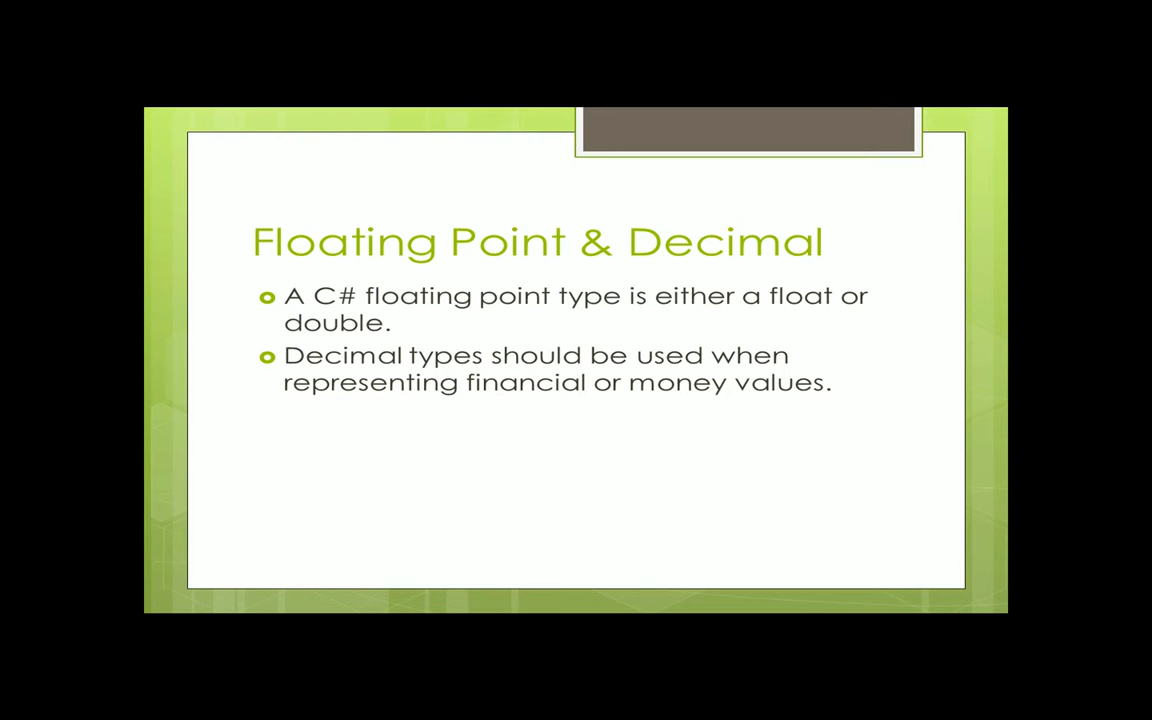 Floating Point & Decimal
A C# floating point type is either a float or
double.
Decimal types should be used when
representing financial or money values.